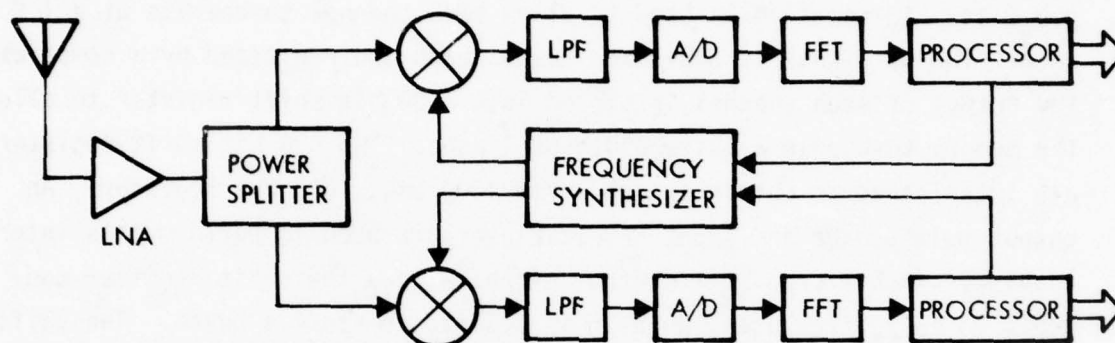 LPF
A/D
FFT
PROCESSOR
LNA
POWER
SPLITTER
FREQUENCY
SYNTHESIZER
LPF
A/D
FFT
PROCESSOR